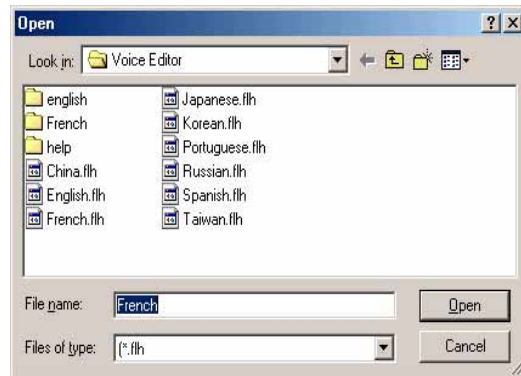 Open
Look in: Voice Editor
english
French
help
China.flh
English.flh
French.flh
Japanese.flh
Korean.flh
Portuguese.flh
Russian.flh
Spanish.flh
Taiwan.flh
File name: French
Open
Files of type: (*.flh
Cancel